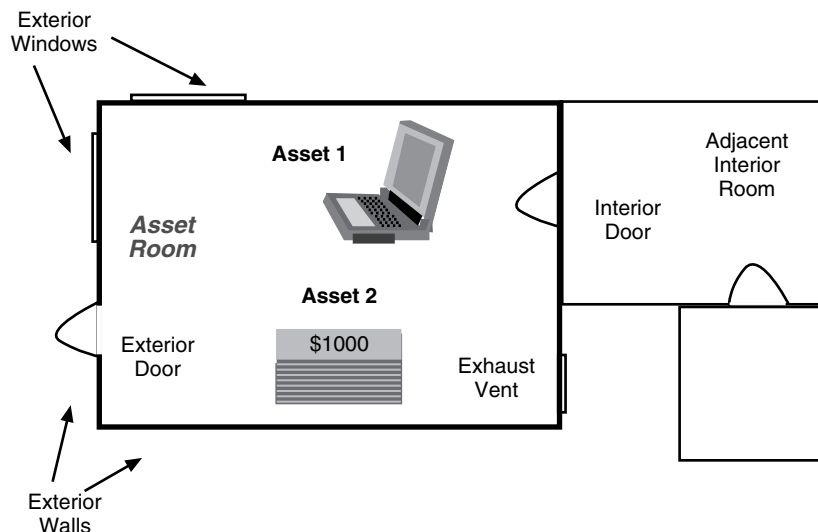 Exterior
Windows
Asset 1
Adjacent
Interior
Room
Interior
Door
Asset
Room
Asset 2
$1000
Exterior
Door
Exhaust
Vent
Exterior
Walls